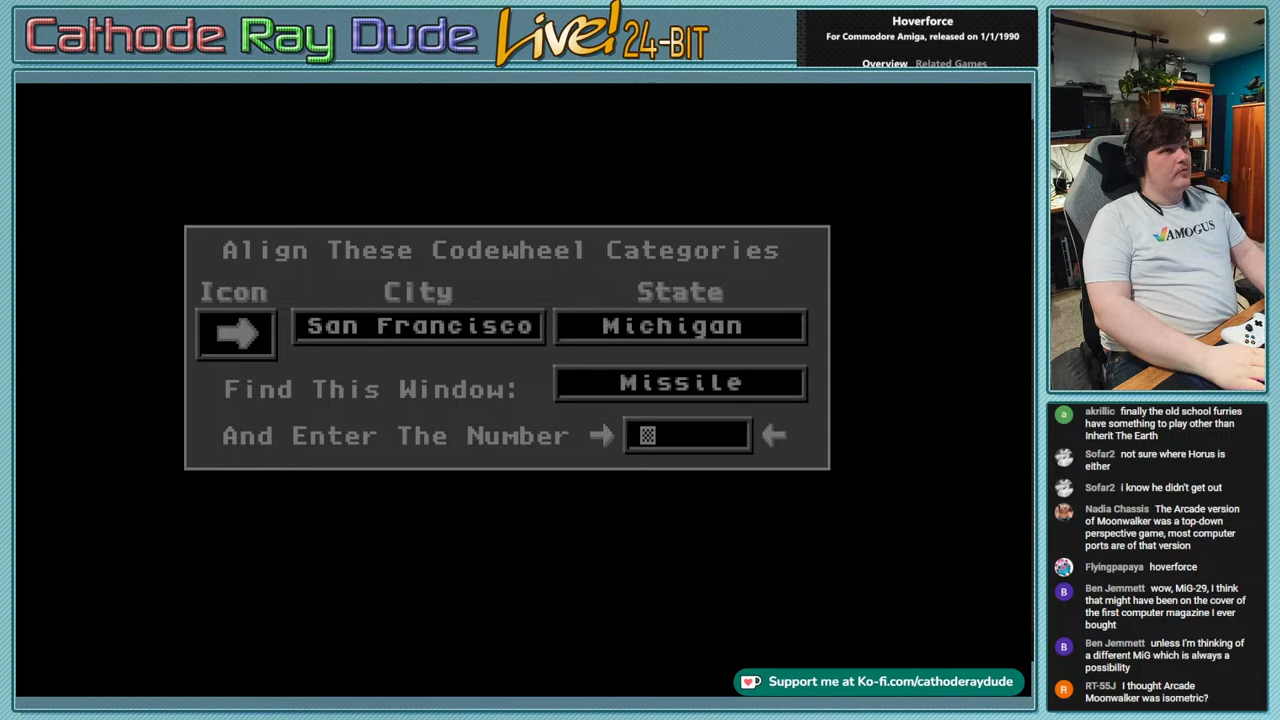 Cathode Ray Dude Live! 24-BIT
Hoverforce
For Commodore Amiga, released on 1/1/1990
Overview Related Games
Align These Codewheel Categories
Icon City State
San Francisco Michigan
Find This Window: Missile
And Enter The Number
VAMOGUS
Support me at Ko-fi.com/cathoderaydude
a akrillic finally the old school furries
have something to play other than
Inherit The Earth
Sofar2 not sure where Horus is
either
Sofar2 i know he didn't get out
Nadia Chassis The Arcade version
of Moonwalker was a top-down
perspective game, most computer
ports are of that version
Flyingpapaya hoverforce
B Ben Jemmett wow, MiG-29, I think
that might have been on the cover of
the first computer magazine I ever
bought
B Ben Jemmett unless I'm thinking of
a different MiG which is always a
possibility
R RT-55J I thought Arcade
Moonwalker was isometric?